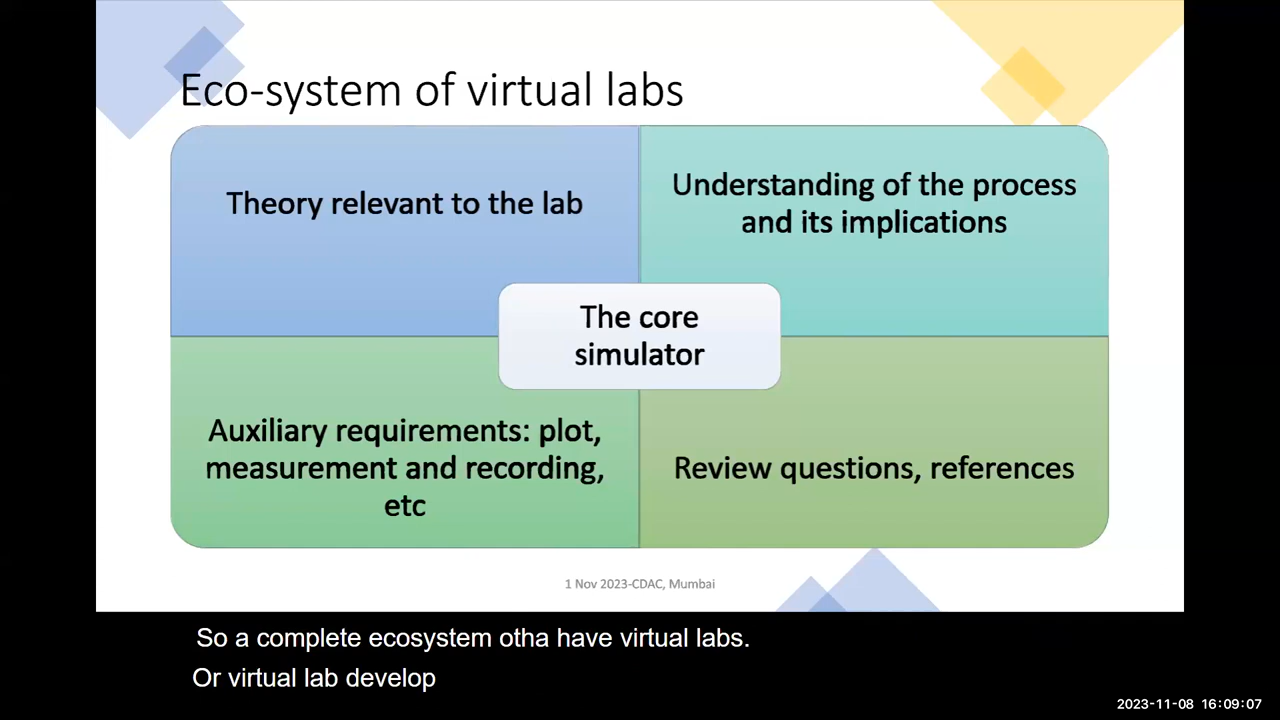 Eco-system of virtual labs
Theory relevant to the lab
Understanding of the process
and its implications
The core
simulator
Auxiliary requirements: plot,
measurement and recording,
etc
Review questions, references
1 Nov 2023-CDAC, Mumbai
So a complete ecosystem otha have virtual labs.
Or virtual lab develop
2023-11-08 16:09:07